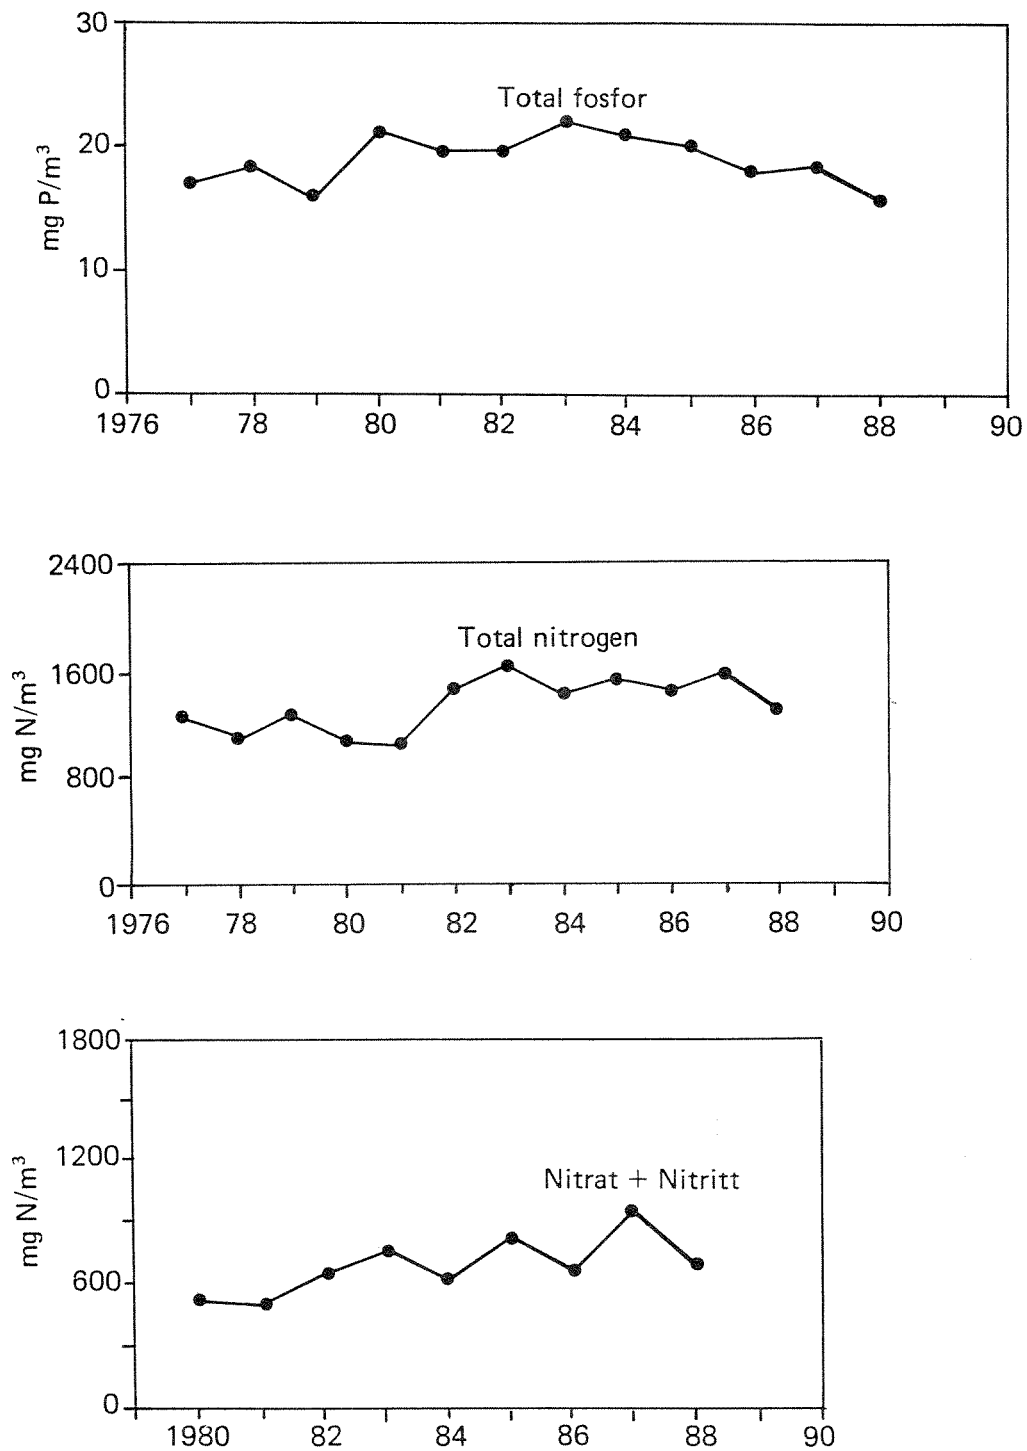 30
Total fosfor
20
mg P/m³
10
0
1976 78 80 82 84 86 88 90
2400
Total nitrogen
1600
mg N/m³
800
0
1976 78 80 82 84 86 88 90
1800
1200
Nitrat + Nitritt
mg N/m³
600
0
1980 82 84 86 88 90